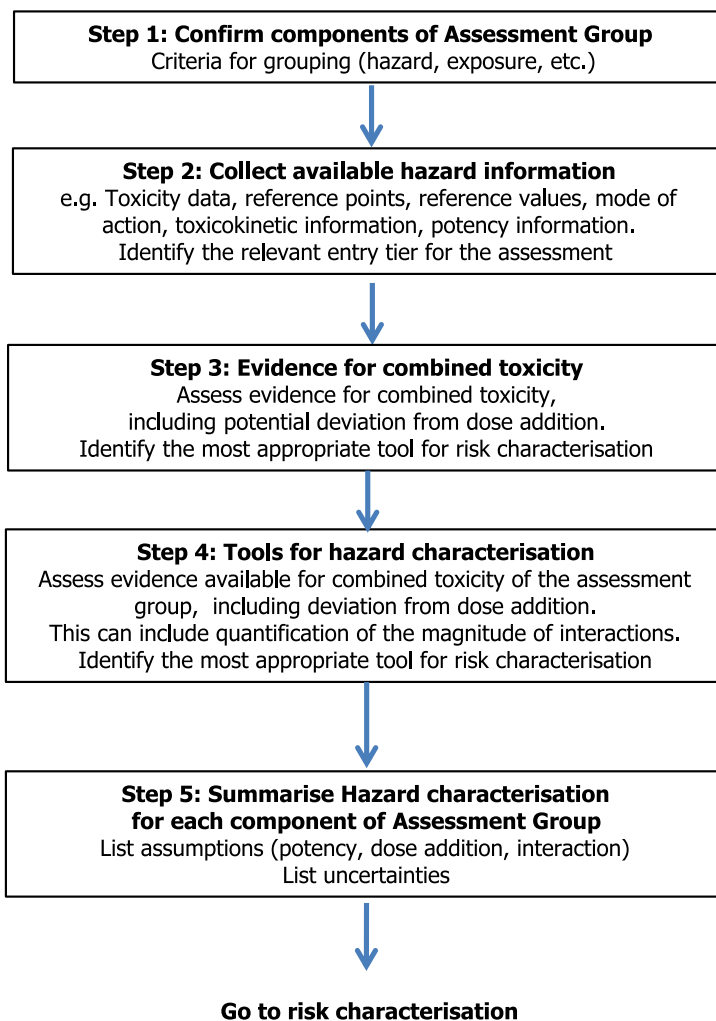 Step 1: Confirm components of Assessment Group
Criteria for grouping (hazard, exposure, etc.)
Step 2: Collect available hazard information
e.g. Toxicity data, reference points, reference values, mode of
action, toxicokinetic information, potency information.
Identify the relevant entry tier for the assessment
Step 3: Evidence for combined toxicity
Assess evidence for combined toxicity,
including potential deviation from dose addition.
Identify the most appropriate tool for risk characterisation
Step 4: Tools for hazard characterisation
Assess evidence available for combined toxicity of the assessment
group, including deviation from dose addition.
This can include quantification of the magnitude of interactions.
Identify the most appropriate tool for risk characterisation
Step 5: Summarise Hazard characterisation
for each component of Assessment Group
List assumptions (potency, dose addition, interaction)
List uncertainties
Go to risk characterisation